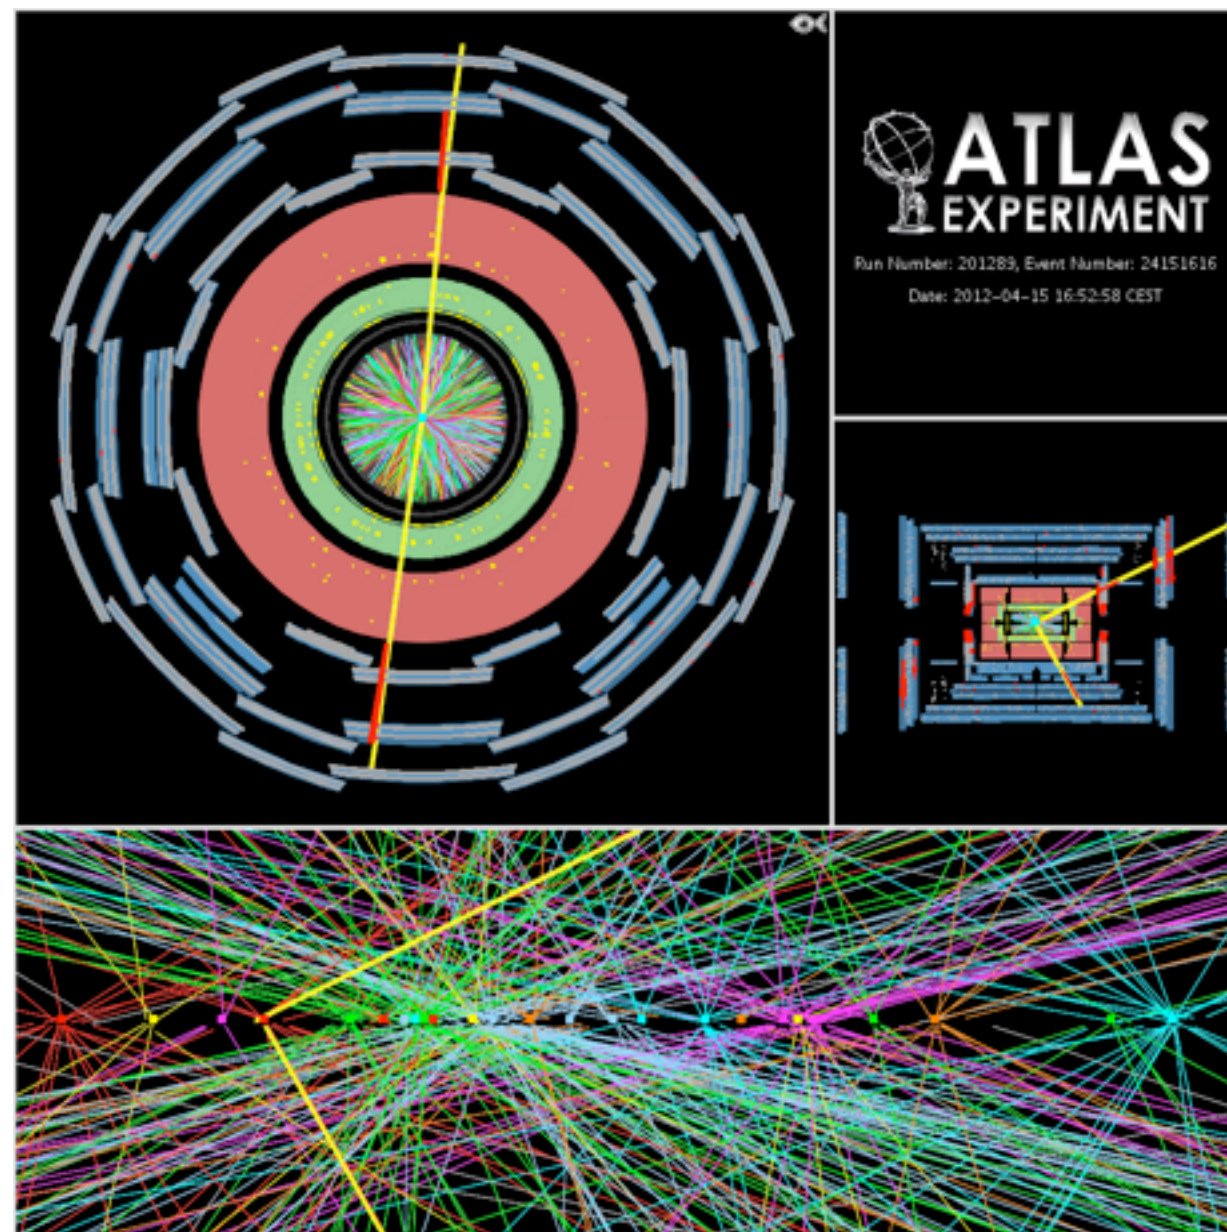 ATLAS
EXPERIMENT
Run Number: 201289, Event Number: 24151616
Date: 2012-04-15 16:52:58 CEST